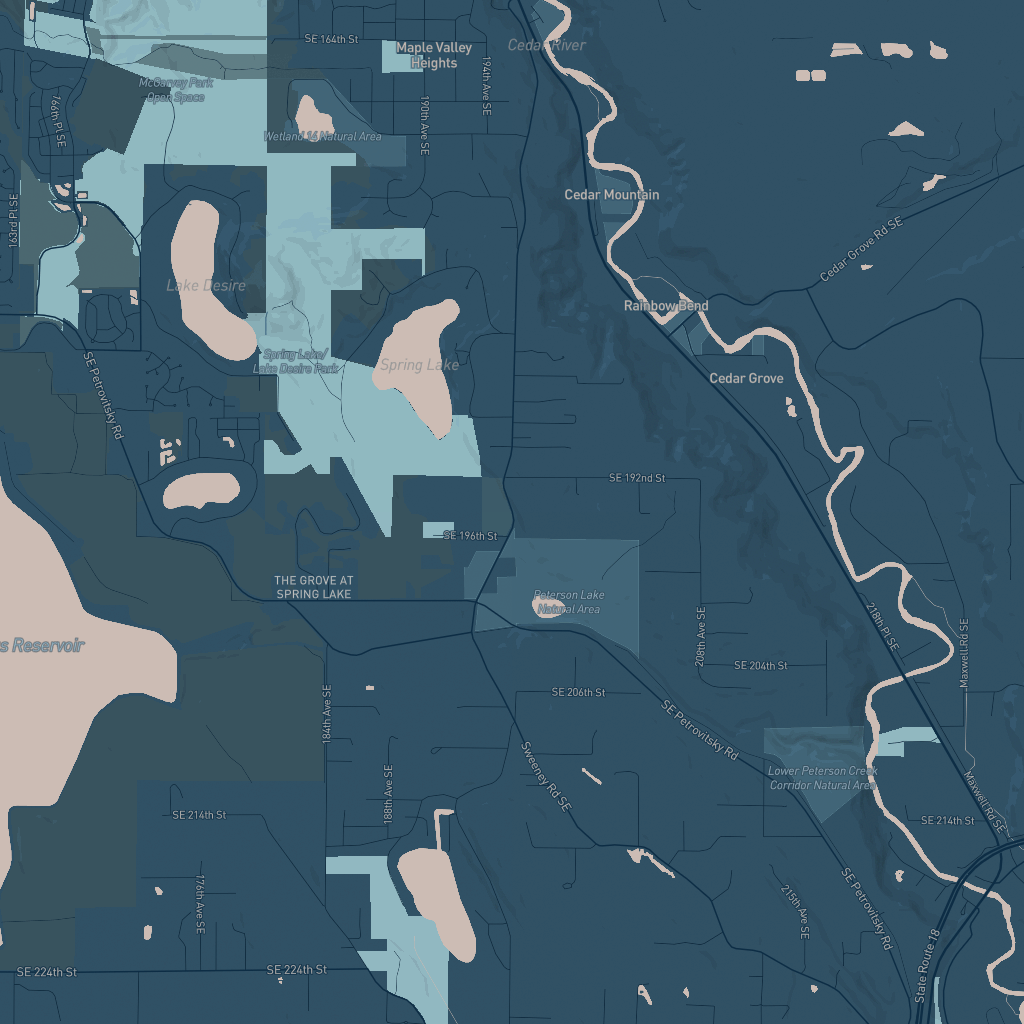 SE 164th St
Maple Valley
Heights
Cedar River
194th Ave SE
McGarvey Park
Open Space
190th Ave SE
Wetland 16 Natural Area
Cedar Mountain
163rd Pl SE
Cedar Grove Rd SE
Lake Desire
Rainbow Bend
Spring Lake/
Lake Desire Park
Spring Lake
Cedar Grove
SE Petrovitsky Rd
SE 192nd St
SE 196th St
THE GROVE AT
SPRING LAKE
Peterson Lake
Natural Area
218th Pl SE
208th Ave SE
Maxwell Rd SE
s Reservoir
SE 204th St
184th Ave SE
SE 206th St
SE Petrovitsky Rd
Sweeney Rd SE
188th Ave SE
Lower Peterson Creek
Corridor Natural Area
Maxwell Rd SE
SE 214th St
SE 214th St
176th Ave SE
215th Ave SE
SE Petrovitsky Rd
State Route 18
SE 224th St
SE 224th St